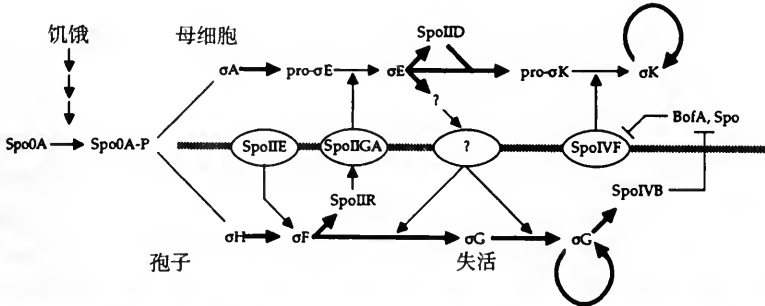 饥饿
母细胞
SpoIID
σA
pro-σE
σE
pro-σK
σK
?
BofA, Spo
Spo0A
Spo0A-P
SpoIIE
SpoIIGA
?
SpoIVF
SpoIIR
SpoIVB
σH
σF
σG
σG
孢子
失活